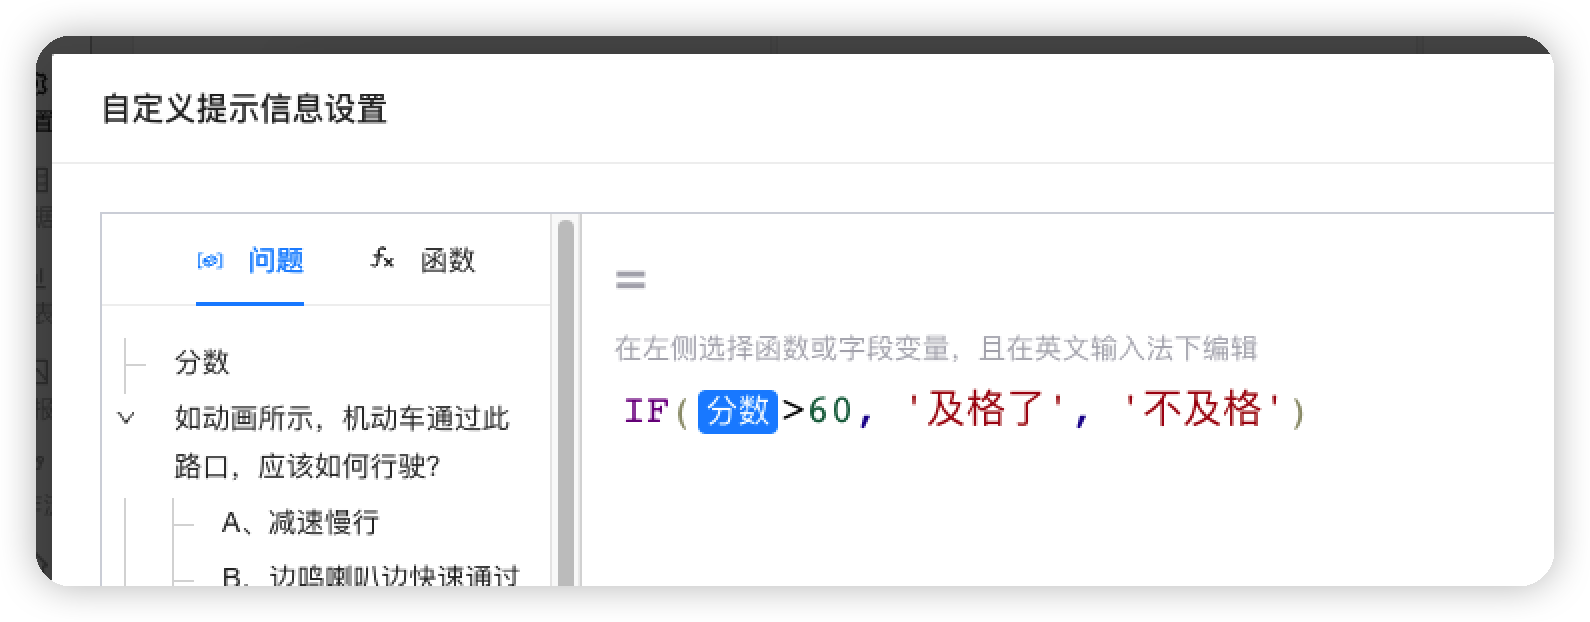 自定义提示信息设置
问题
fx 函数
=
在左侧选择函数或字段变量，且在英文输入法下编辑
IF(分数>60, '及格了', '不及格')
分数
如动画所示，机动车通过此
路口，应该如何行驶?
A、减速慢行
B、边鸣喇叭边快速通过